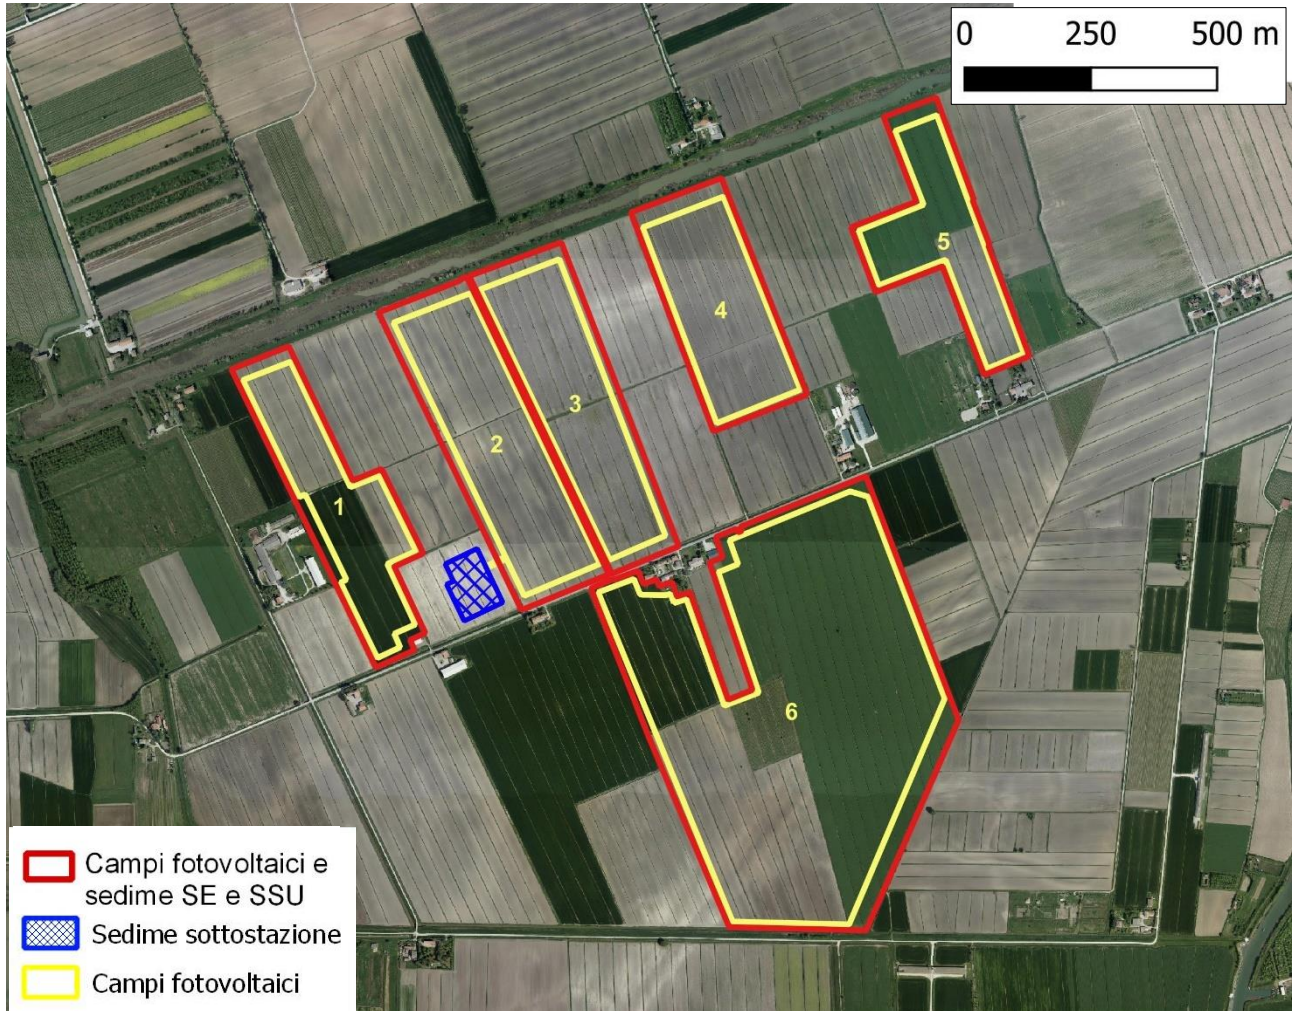 0 250 500 m
5
4
3
2
1
6
Campi fotovoltaici e
sedime SE e SSU
Sedime sottostazione
Campi fotovoltaici